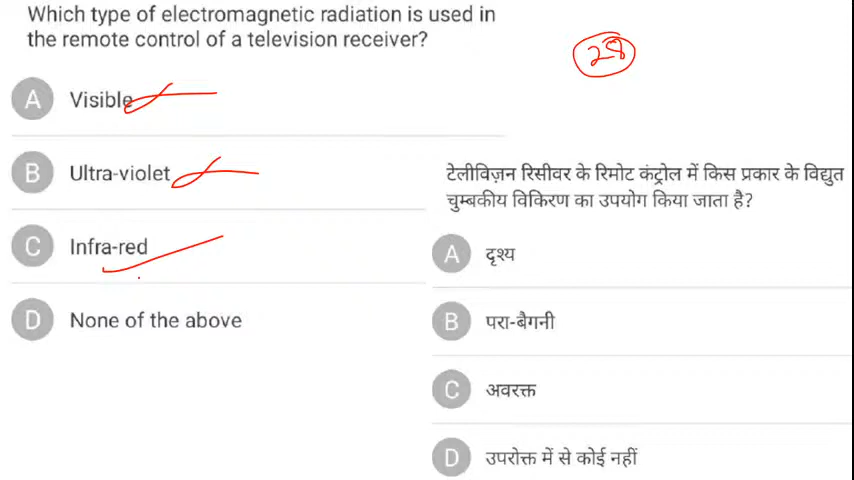 Which type of electromagnetic radiation is used in
the remote control of a television receiver?
28
A Visible
B Ultra-violet
C Infra-red
D None of the above
टेलीविज़न रिसीवर के रिमोट कंट्रोल में किस प्रकार के विद्युत
चुम्बकीय विकिरण का उपयोग किया जाता है?
A दृश्य
B परा-बैगनी
C अवरक्त
D उपरोक्त में से कोई नहीं